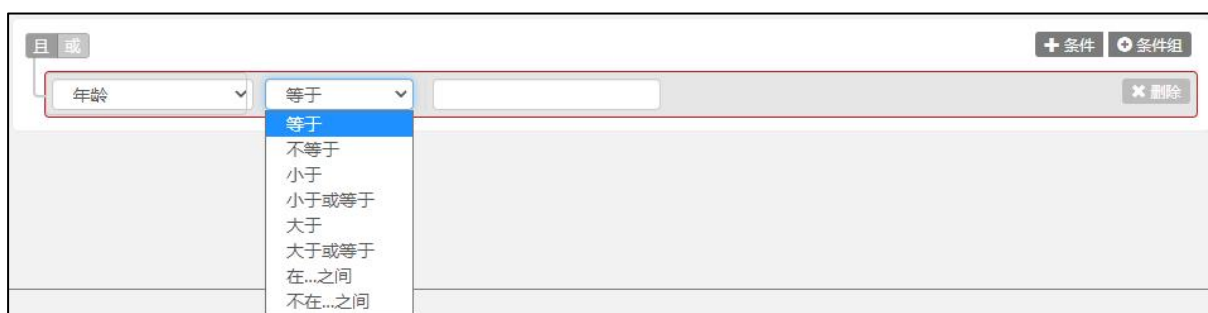 且 或 条件 条件组
年龄 等于 删除
等于
不等于
小于
小于或等于
大于
大于或等于
在...之间
不在...之间